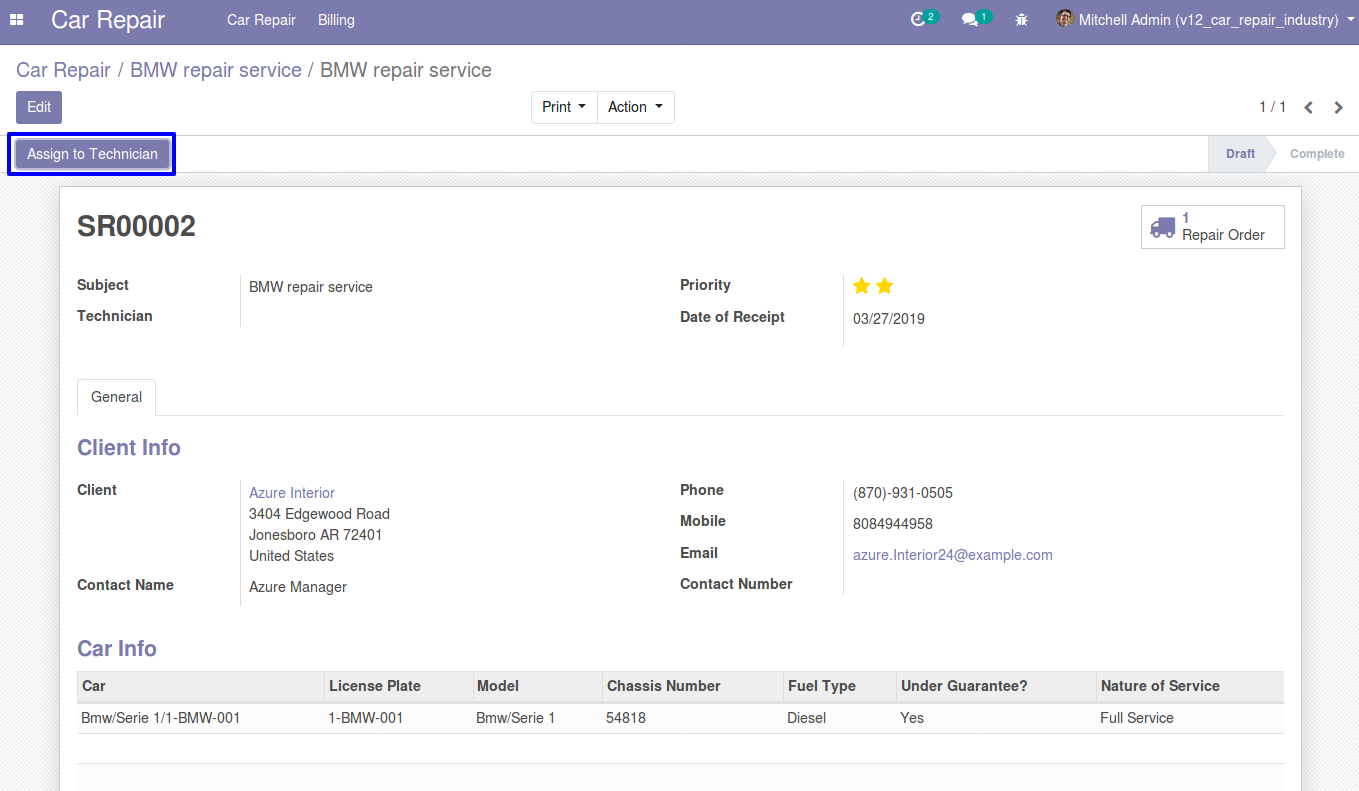 Car Repair Car Repair Billing 2 1 Mitchell Admin (v12_car_repair_industry)
Car Repair / BMW repair service / BMW repair service
Edit Print Action 1 / 1
Assign to Technician Draft Complete
SR00002
1
Repair Order
Subject BMW repair service Priority
Technician Date of Receipt 03/27/2019
General
Client Info
Client Azure Interior Phone (870)-931-0505
3404 Edgewood Road
Jonesboro AR 72401 Mobile 8084944958
United States Email azure.Interior24@example.com
Contact Name Azure Manager Contact Number
Car Info
Car License Plate Model Chassis Number Fuel Type Under Guarantee? Nature of Service
Bmw/Serie 1/1-BMW-001 1-BMW-001 Bmw/Serie 1 54818 Diesel Yes Full Service